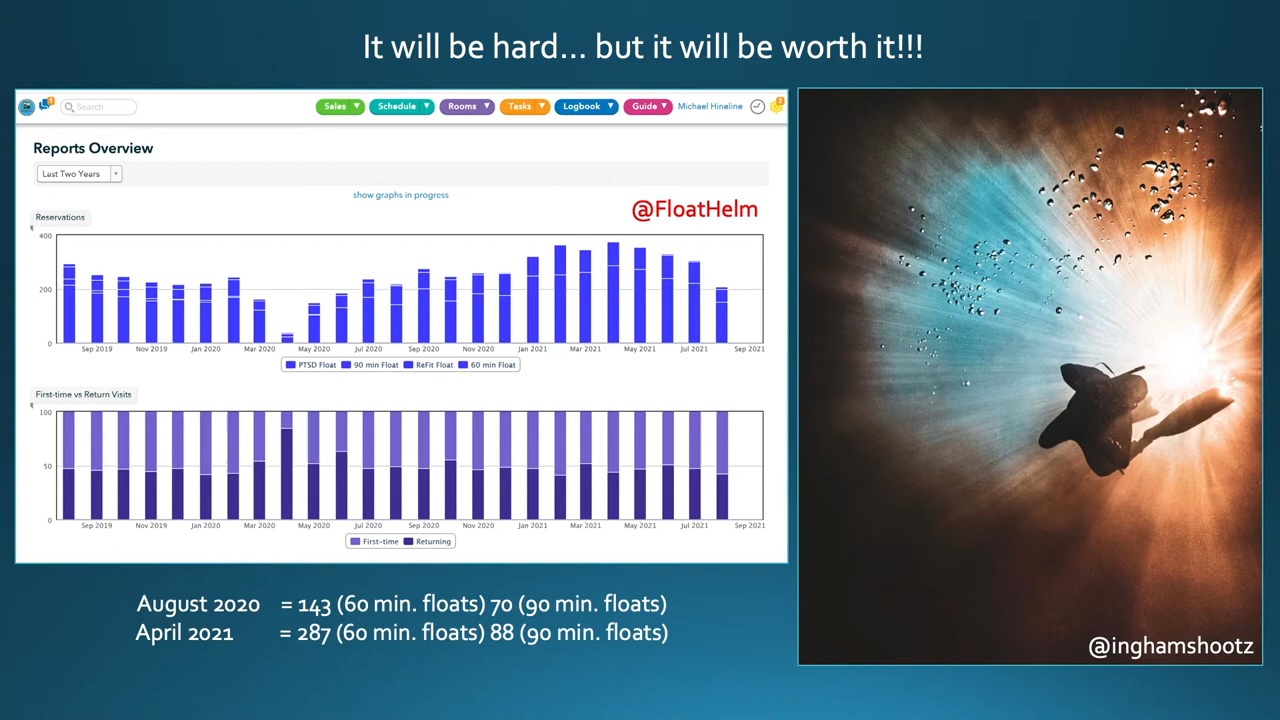 It will be hard... but it will be worth it!!!
Search
Sales
Schedule
Rooms
Tasks
Logbook
Guide
Michael Hineline
Reports Overview
Last Two Years
show graphs in progress
@FloatHelm
Reservations
400
200
0
Sep 2019 Nov 2019 Jan 2020 Mar 2020 May 2020 Jul 2020 Sep 2020 Nov 2020 Jan 2021 Mar 2021 May 2021 Jul 2021 Sep 2021
PTSD Float 90 min Float ReFit Float 60 min Float
First-time vs Return Visits
100
50
0
Sep 2019 Nov 2019 Jan 2020 Mar 2020 May 2020 Jul 2020 Sep 2020 Nov 2020 Jan 2021 Mar 2021 May 2021 Jul 2021 Sep 2021
First-time Returning
August 2020 = 143 (60 min. floats) 70 (90 min. floats)
April 2021 = 287 (60 min. floats) 88 (90 min. floats)
@inghamshootz